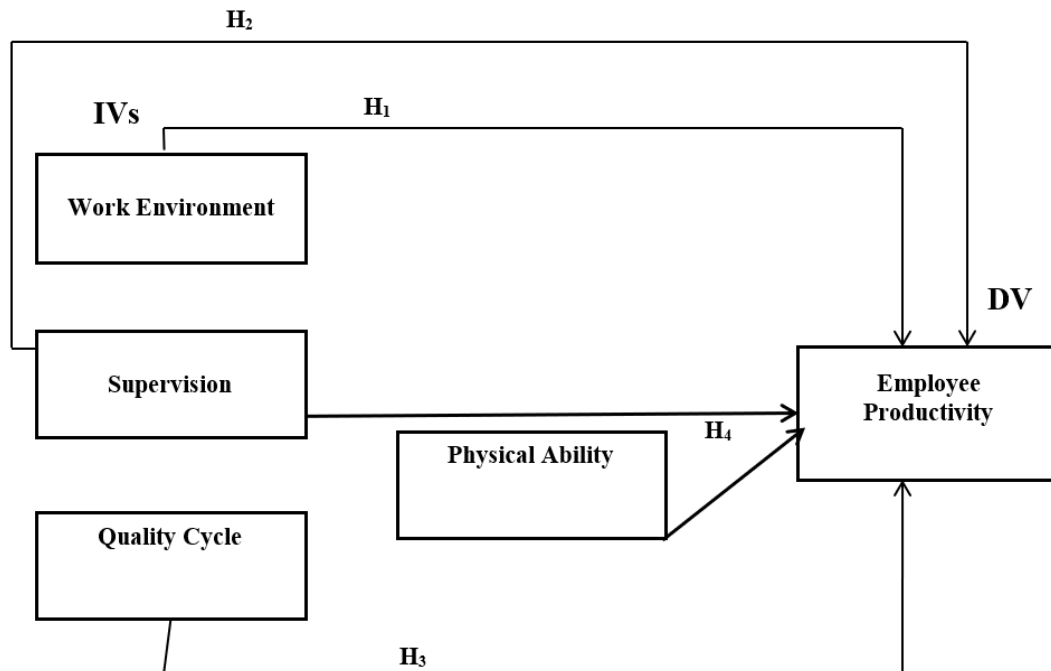 H₂
IVs
H₁
Work Environment
DV
Supervision
Employee
Productivity
H₄
Physical Ability
Quality Cycle
H₃